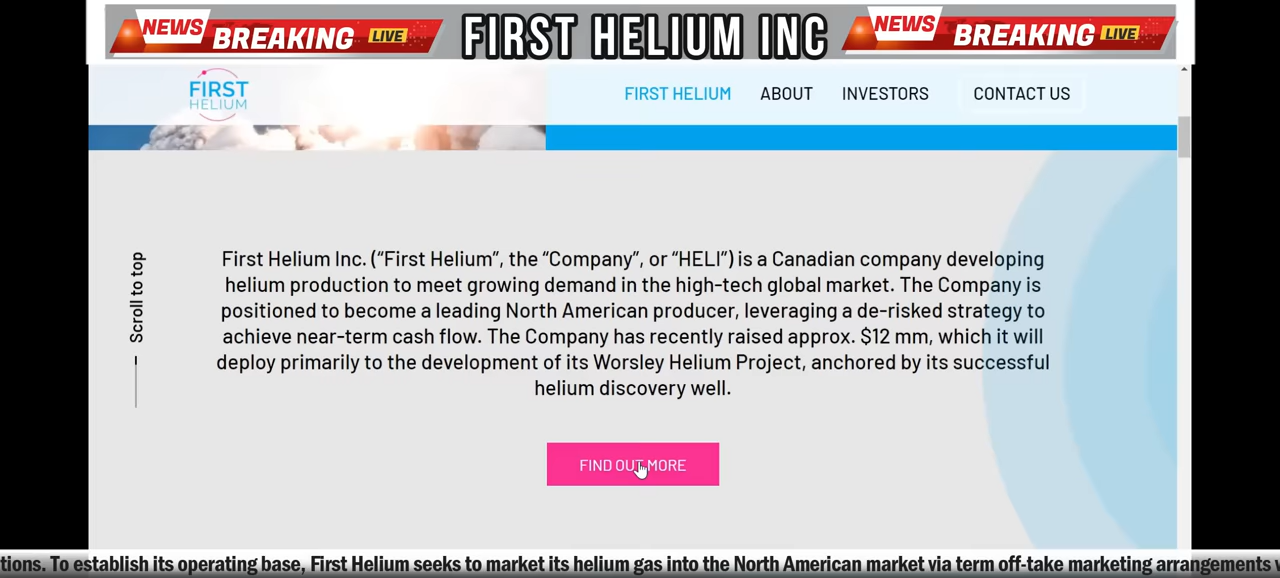 NEWS
BREAKING LIVE
FIRST HELIUM INC
NEWS
BREAKING LIVE
FIRST
HELIUM
FIRST HELIUM ABOUT INVESTORS CONTACT US
Scroll to top
First Helium Inc. (“First Helium”, the “Company”, or “HELI”) is a Canadian company developing
helium production to meet growing demand in the high-tech global market. The Company is
positioned to become a leading North American producer, leveraging a de-risked strategy to
achieve near-term cash flow. The Company has recently raised approx. $12 mm, which it will
deploy primarily to the development of its Worsley Helium Project, anchored by its successful
helium discovery well.
FIND OUT MORE
tions. To establish its operating base, First Helium seeks to market its helium gas into the North American market via term off-take marketing arrangements